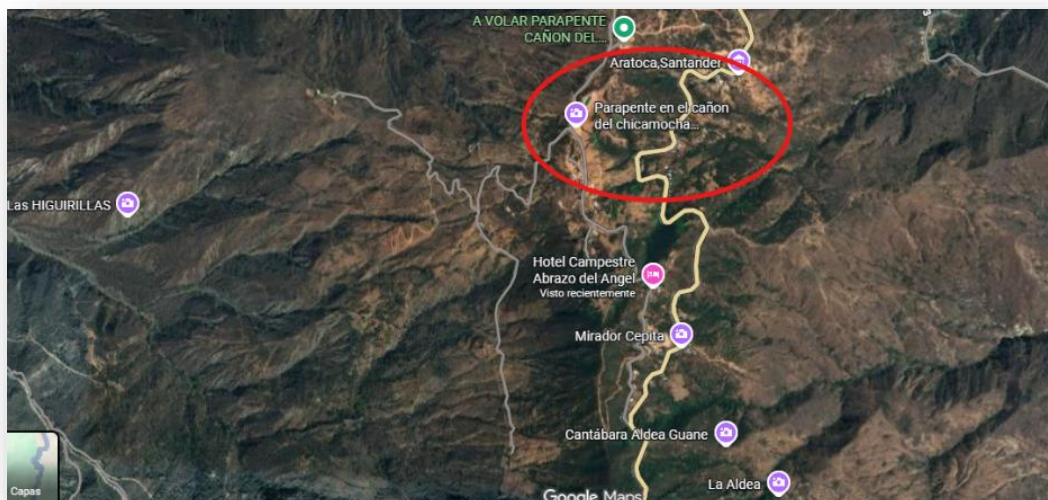 A VOLAR PARAPENTE
CAÑON DEL...
Aratoca,Santander
Parapente en el cañon
del chicamocha...
Las HIGUIRILLAS
Hotel Campestre
Abrazo del Angel
Visto recientemente
Mirador Cepita
Cantábara Aldea Guane
La Aldea
Capas
Google Maps